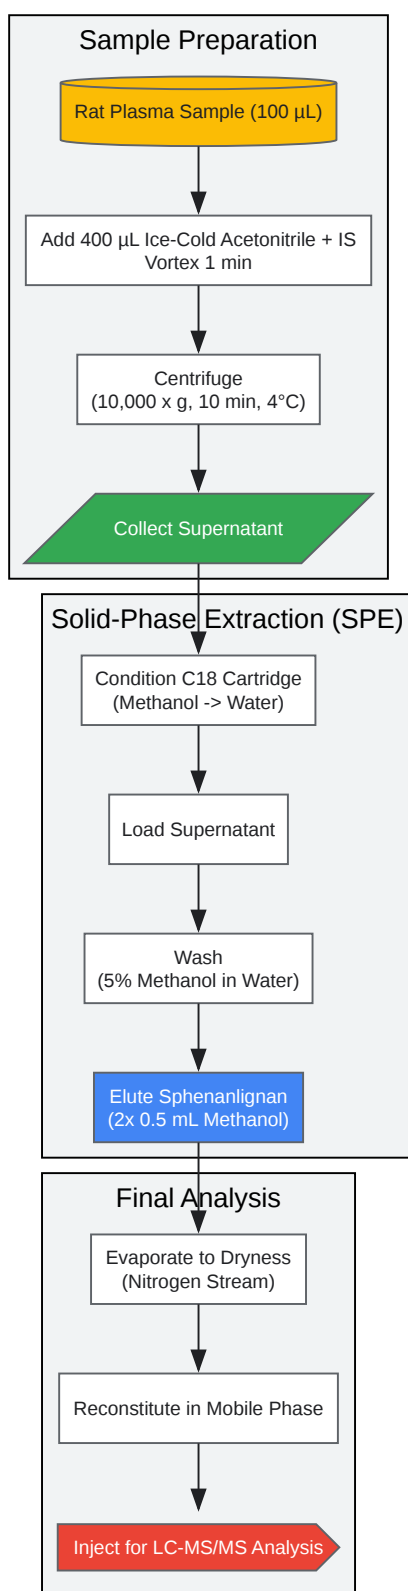 Sample Preparation
Rat Plasma Sample (100 µL)
Add 400 µL Ice-Cold Acetonitrile + IS
Vortex 1 min
Centrifuge
(10,000 x g, 10 min, 4°C)
Collect Supernatant
Solid-Phase Extraction (SPE)
Condition C18 Cartridge
(Methanol -> Water)
Load Supernatant
Wash
(5% Methanol in Water)
Elute Sphenanlignan
(2x 0.5 mL Methanol)
Final Analysis
Evaporate to Dryness
(Nitrogen Stream)
Reconstitute in Mobile Phase
Inject for LC-MS/MS Analysis